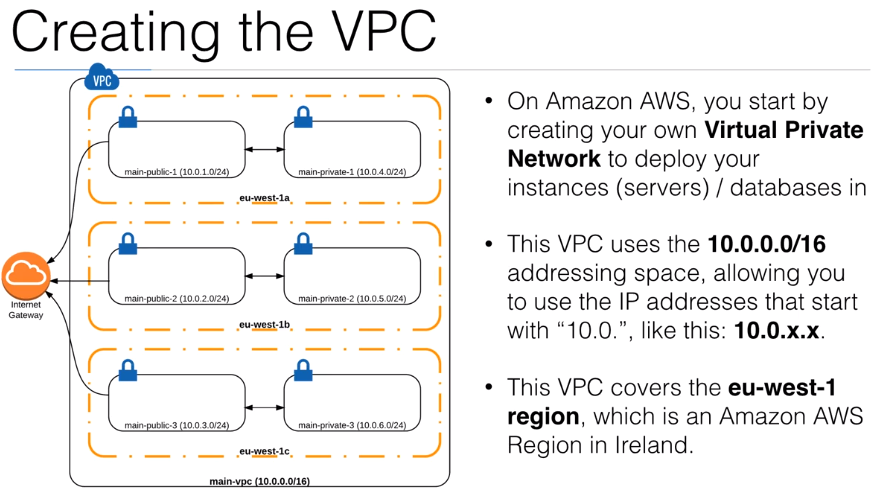 Creating the VPC
VPC
main-public-1 (10.0.1.0/24)
main-private-1 (10.0.4.0/24)
eu-west-1a
main-public-2 (10.0.2.0/24)
main-private-2 (10.0.5.0/24)
eu-west-1b
main-public-3 (10.0.3.0/24)
main-private-3 (10.0.6.0/24)
eu-west-1c
main-vpc (10.0.0.0/16)
Internet
Gateway
• On Amazon AWS, you start by
creating your own Virtual Private
Network to deploy your
instances (servers) / databases in
• This VPC uses the 10.0.0.0/16
addressing space, allowing you
to use the IP addresses that start
with “10.0.”, like this: 10.0.x.x.
• This VPC covers the eu-west-1
region, which is an Amazon AWS
Region in Ireland.